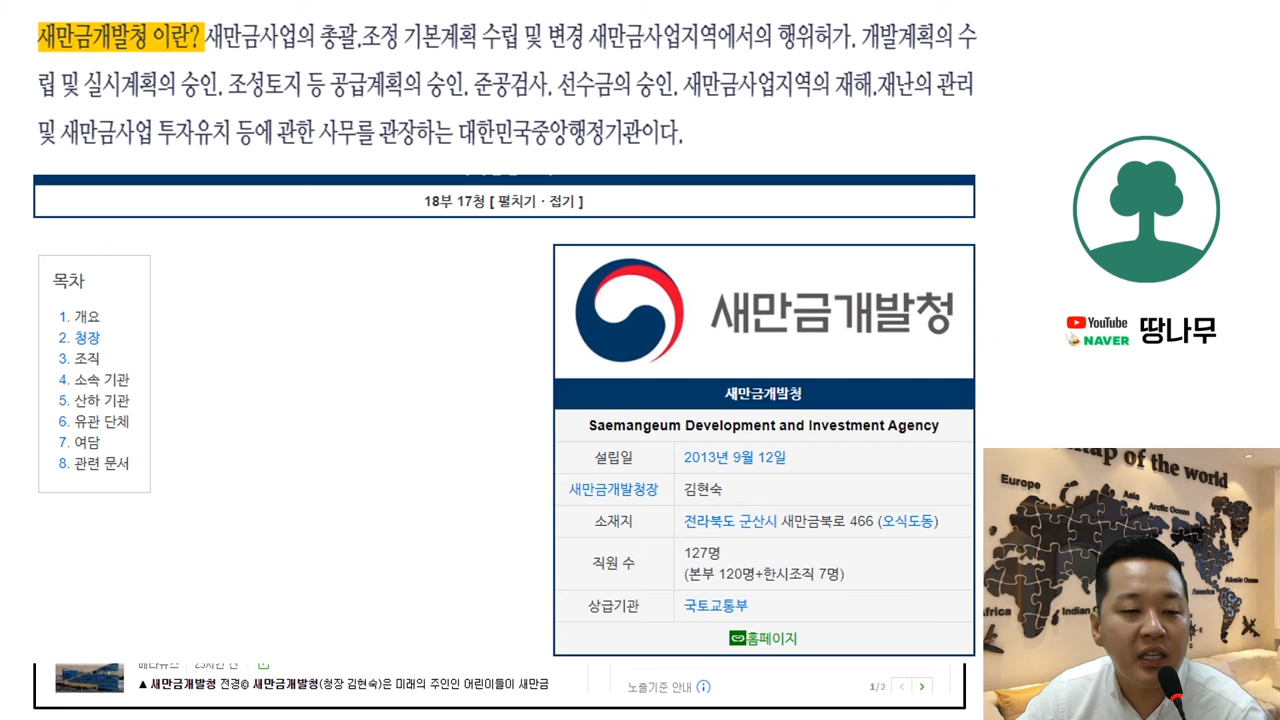 새만금개발청 이란? 새만금사업의 총괄,조정 기본계획 수립 및 변경 새만금사업지역에서의 행위허가, 개발계획의 수
립 및 실시계획의 승인, 조성토지 등 공급계획의 승인, 준공검사, 선수금의 승인, 새만금사업지역의 재해,재난의 관리
및 새만금사업 투자유치 등에 관한 사무를 관장하는 대한민국중앙행정기관이다.
18부 17청 [ 펼치기 · 접기 ]
목차
1. 개요
2. 청장
3. 조직
4. 소속 기관
5. 산하 기관
6. 유관 단체
7. 여담
8. 관련 문서
새만금개발청
새만금개발청
Saemangeum Development and Investment Agency
설립일 2013년 9월 12일
새만금개발청장 김현숙
소재지 전라북도 군산시 새만금북로 466 (오식도동)
직원 수 127명
(본부 120명+한시조직 7명)
상급기관 국토교통부
홈페이지
▲ 새만금개발청 전경© 새만금개발청(청장 김현숙)은 미래의 주인인 어린이들이 새만금
노출기준 안내
1/2
YouTube
NAVER
땅나무
map of the world
Europe
Asia
Arctic Ocean
Atlantic Ocean
America
Africa
Indian